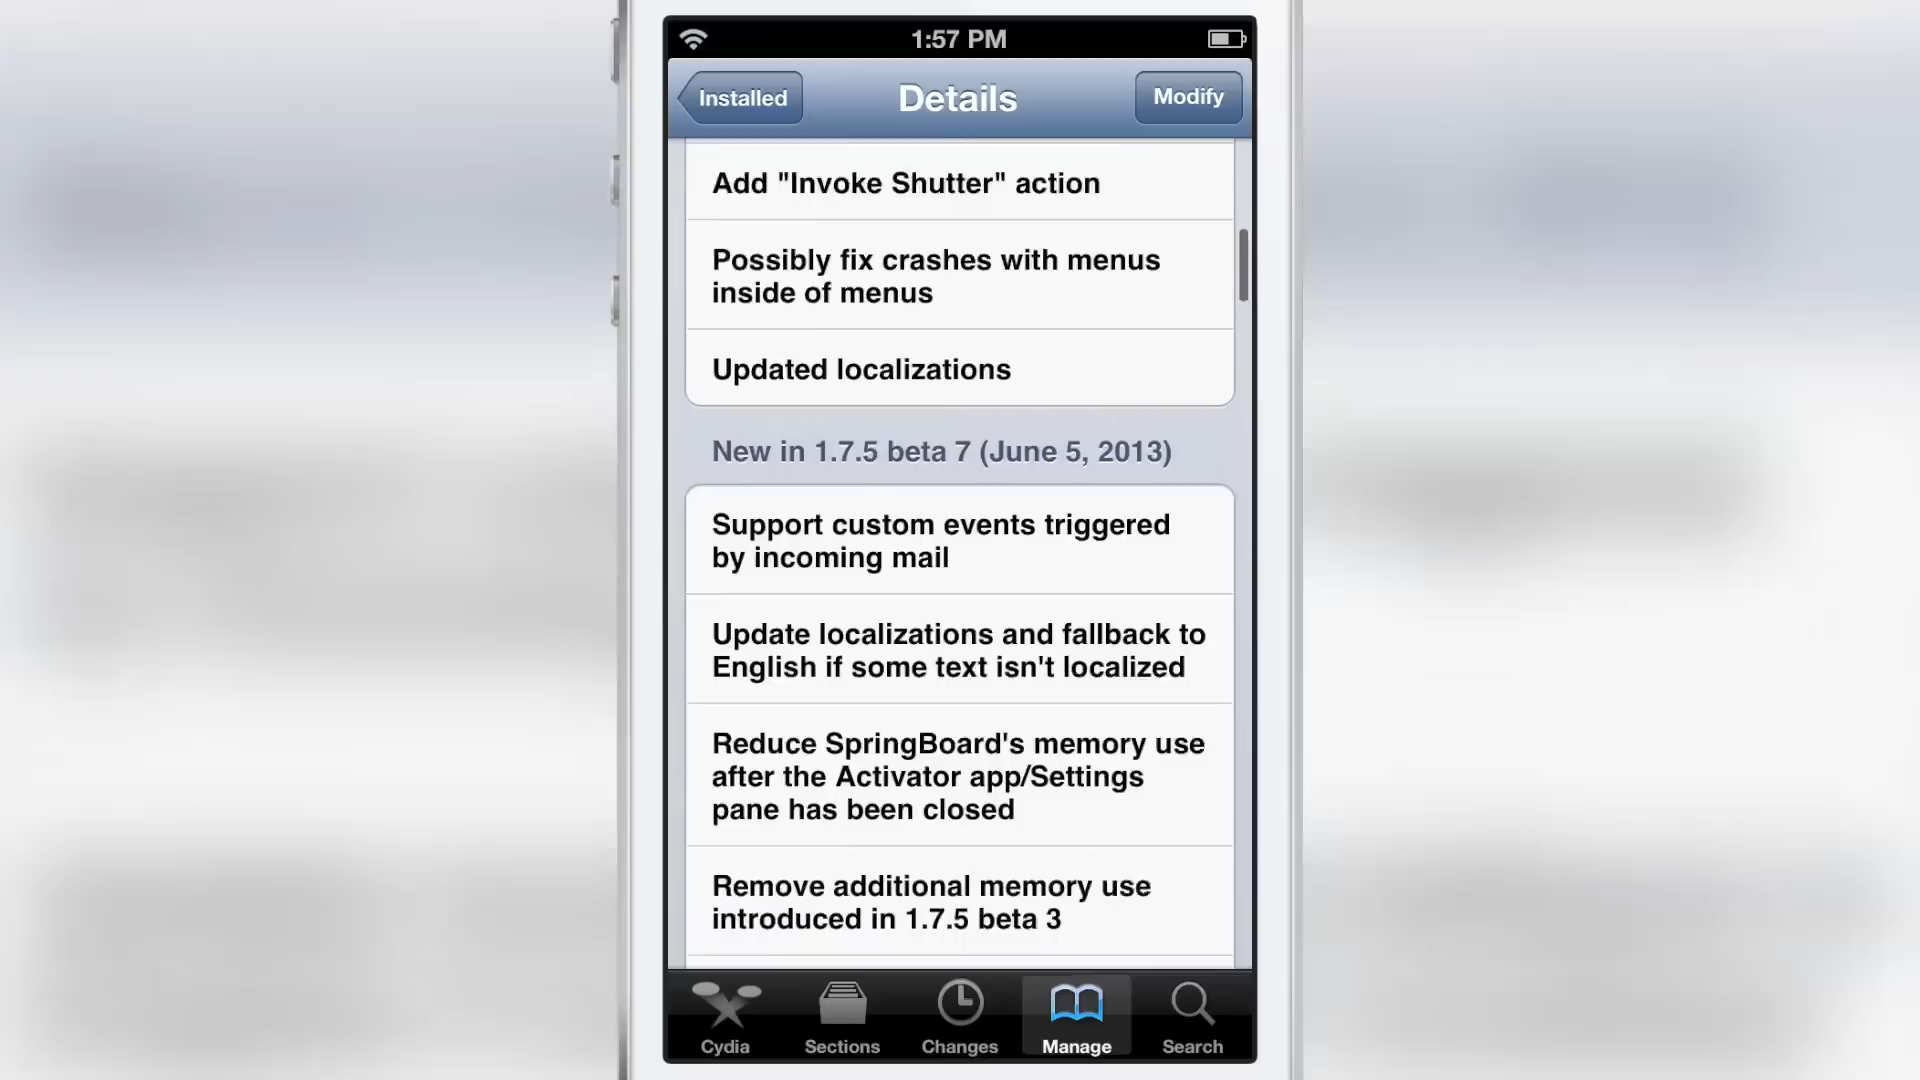 1:57 PM
Installed
Details
Modify
Add "Invoke Shutter" action
Possibly fix crashes with menus
inside of menus
Updated localizations
New in 1.7.5 beta 7 (June 5, 2013)
Support custom events triggered
by incoming mail
Update localizations and fallback to
English if some text isn't localized
Reduce SpringBoard's memory use
after the Activator app/Settings
pane has been closed
Remove additional memory use
introduced in 1.7.5 beta 3
Cydia
Sections
Changes
Manage
Search